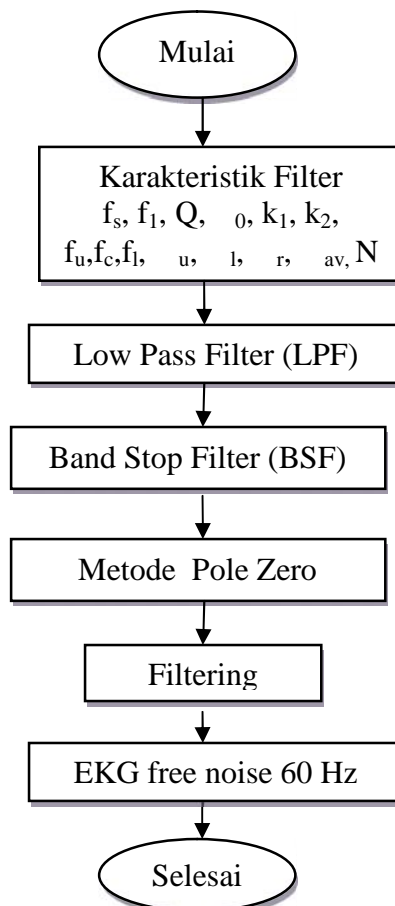 Mulai
Karakteristik Filter
fs, f1, Q, 0, k1, k2,
fu,fc,fl, u, l, r, av, N
Low Pass Filter (LPF)
Band Stop Filter (BSF)
Metode Pole Zero
Filtering
EKG free noise 60 Hz
Selesai